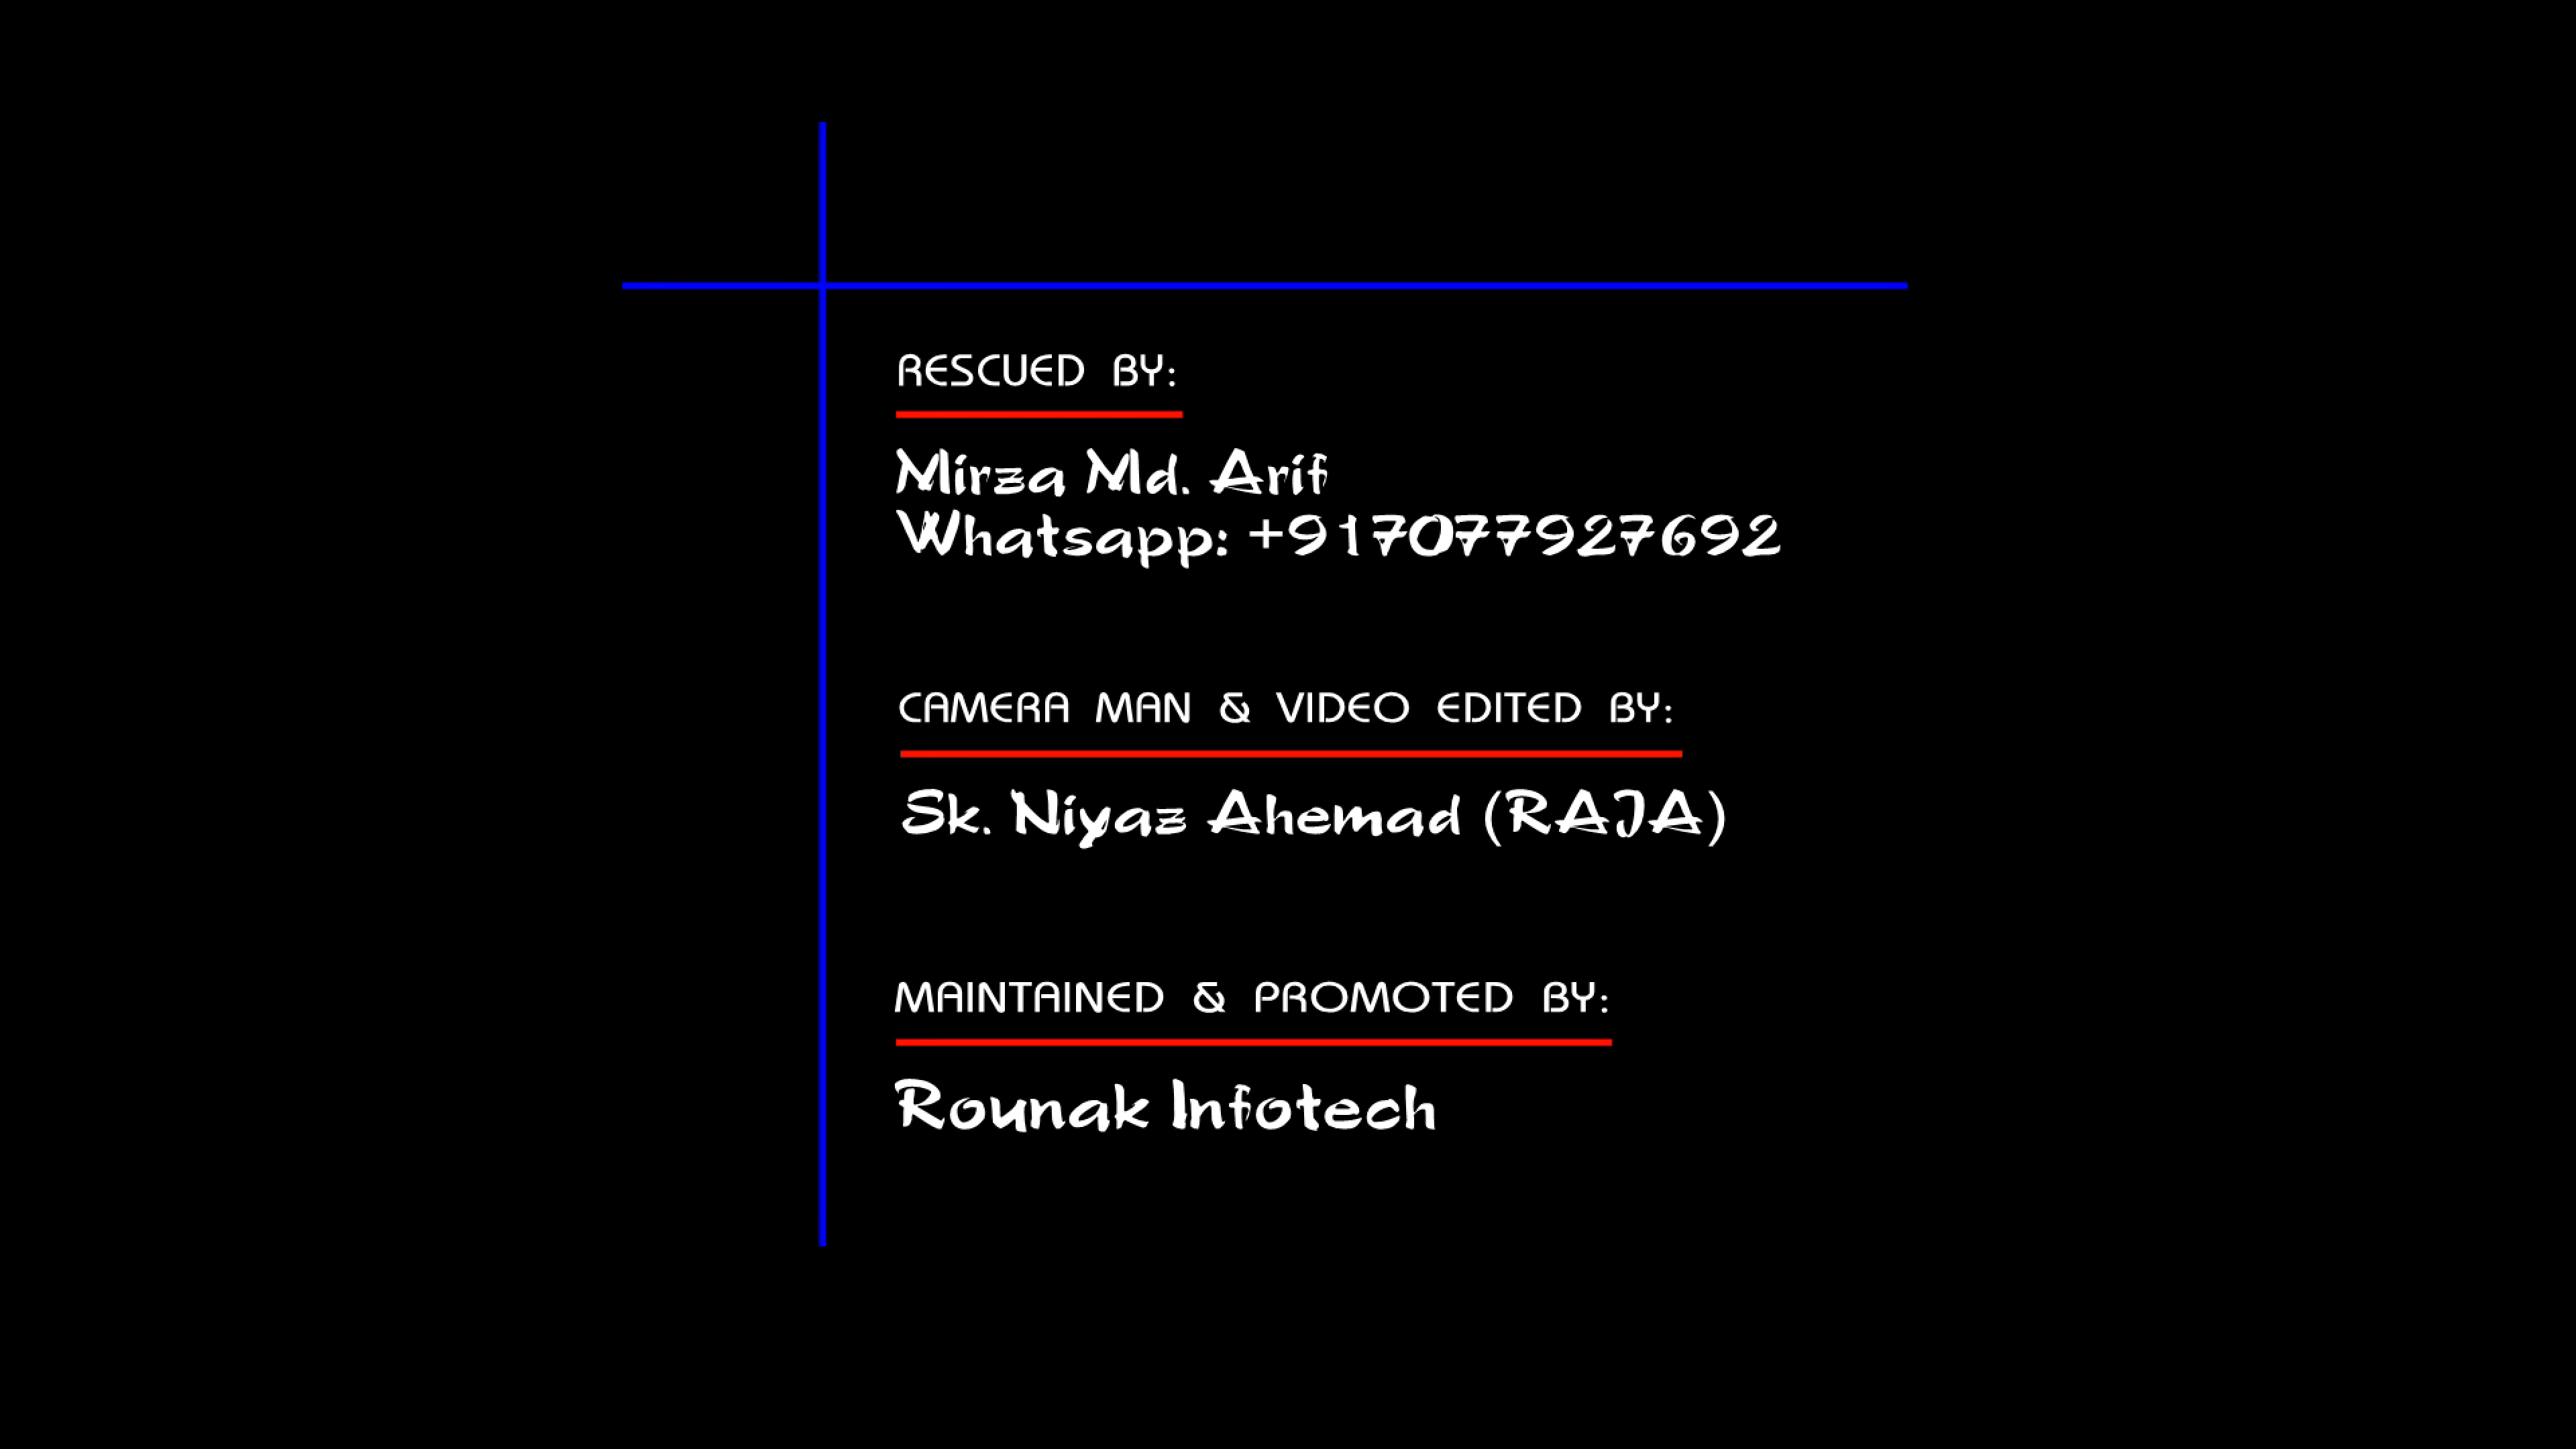 RESCUED BY:
Mirza Md. Arif
Whatsapp: +917077927692
CAMERA MAN & VIDEO EDITED BY:
Sk. Niyaz Ahemad (RAJA)
MAINTAINED & PROMOTED BY:
Rounak Infotech